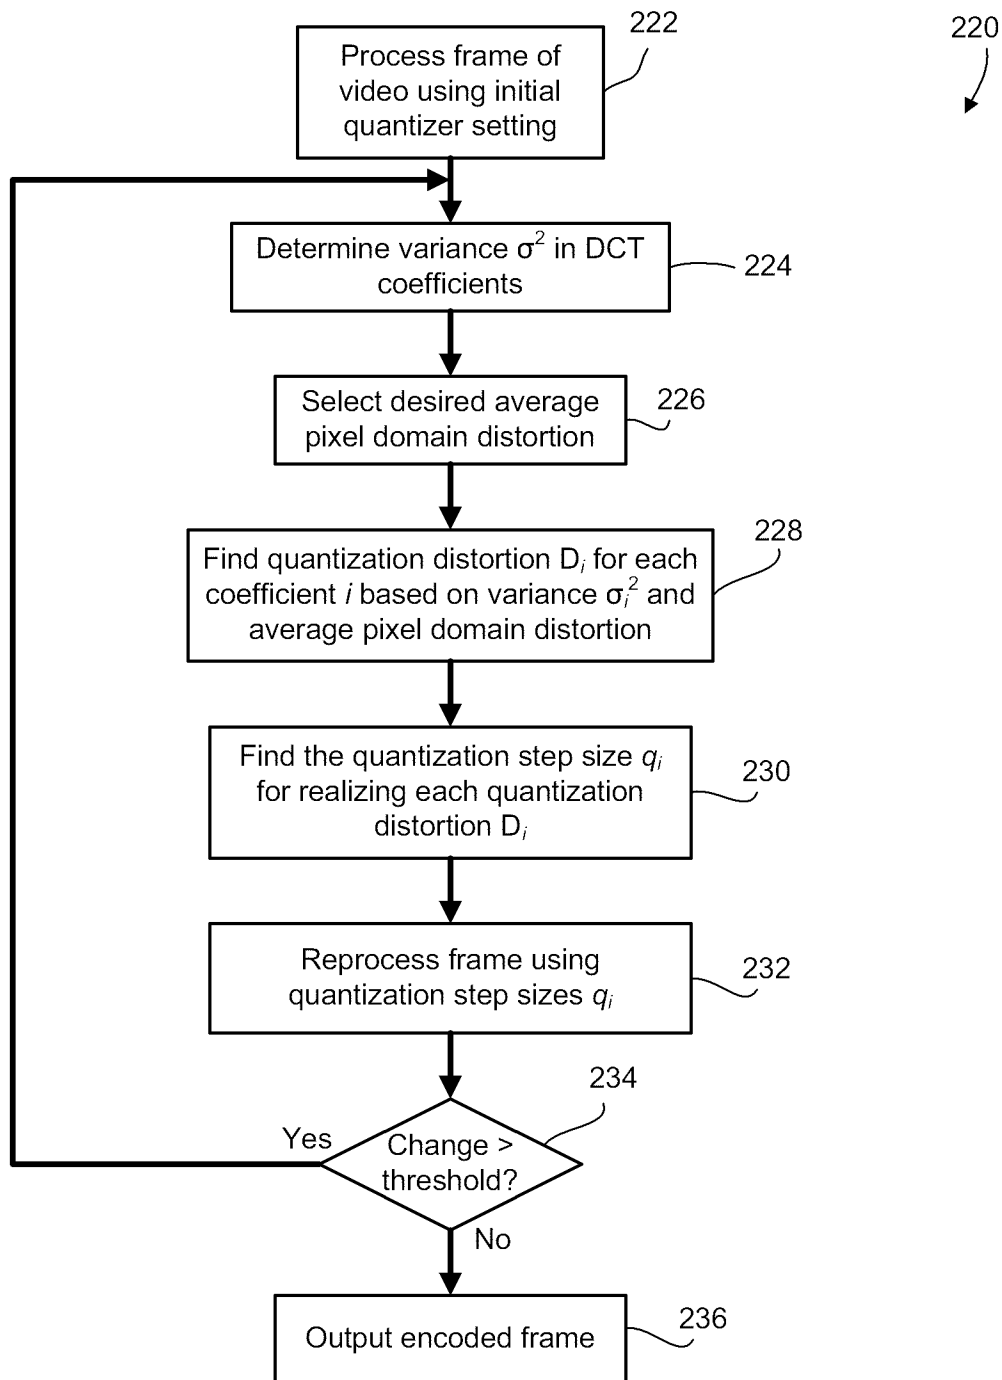 222
220
Process frame of
video using initial
quantizer setting
Determine variance σ² in DCT
coefficients
224
Select desired average
pixel domain distortion
226
228
Find quantization distortion Dᵢ for each
coefficient i based on variance σᵢ² and
average pixel domain distortion
Find the quantization step size qᵢ
for realizing each quantization
distortion Dᵢ
230
Reprocess frame using
quantization step sizes qᵢ
232
234
Yes
Change >
threshold?
No
Output encoded frame
236